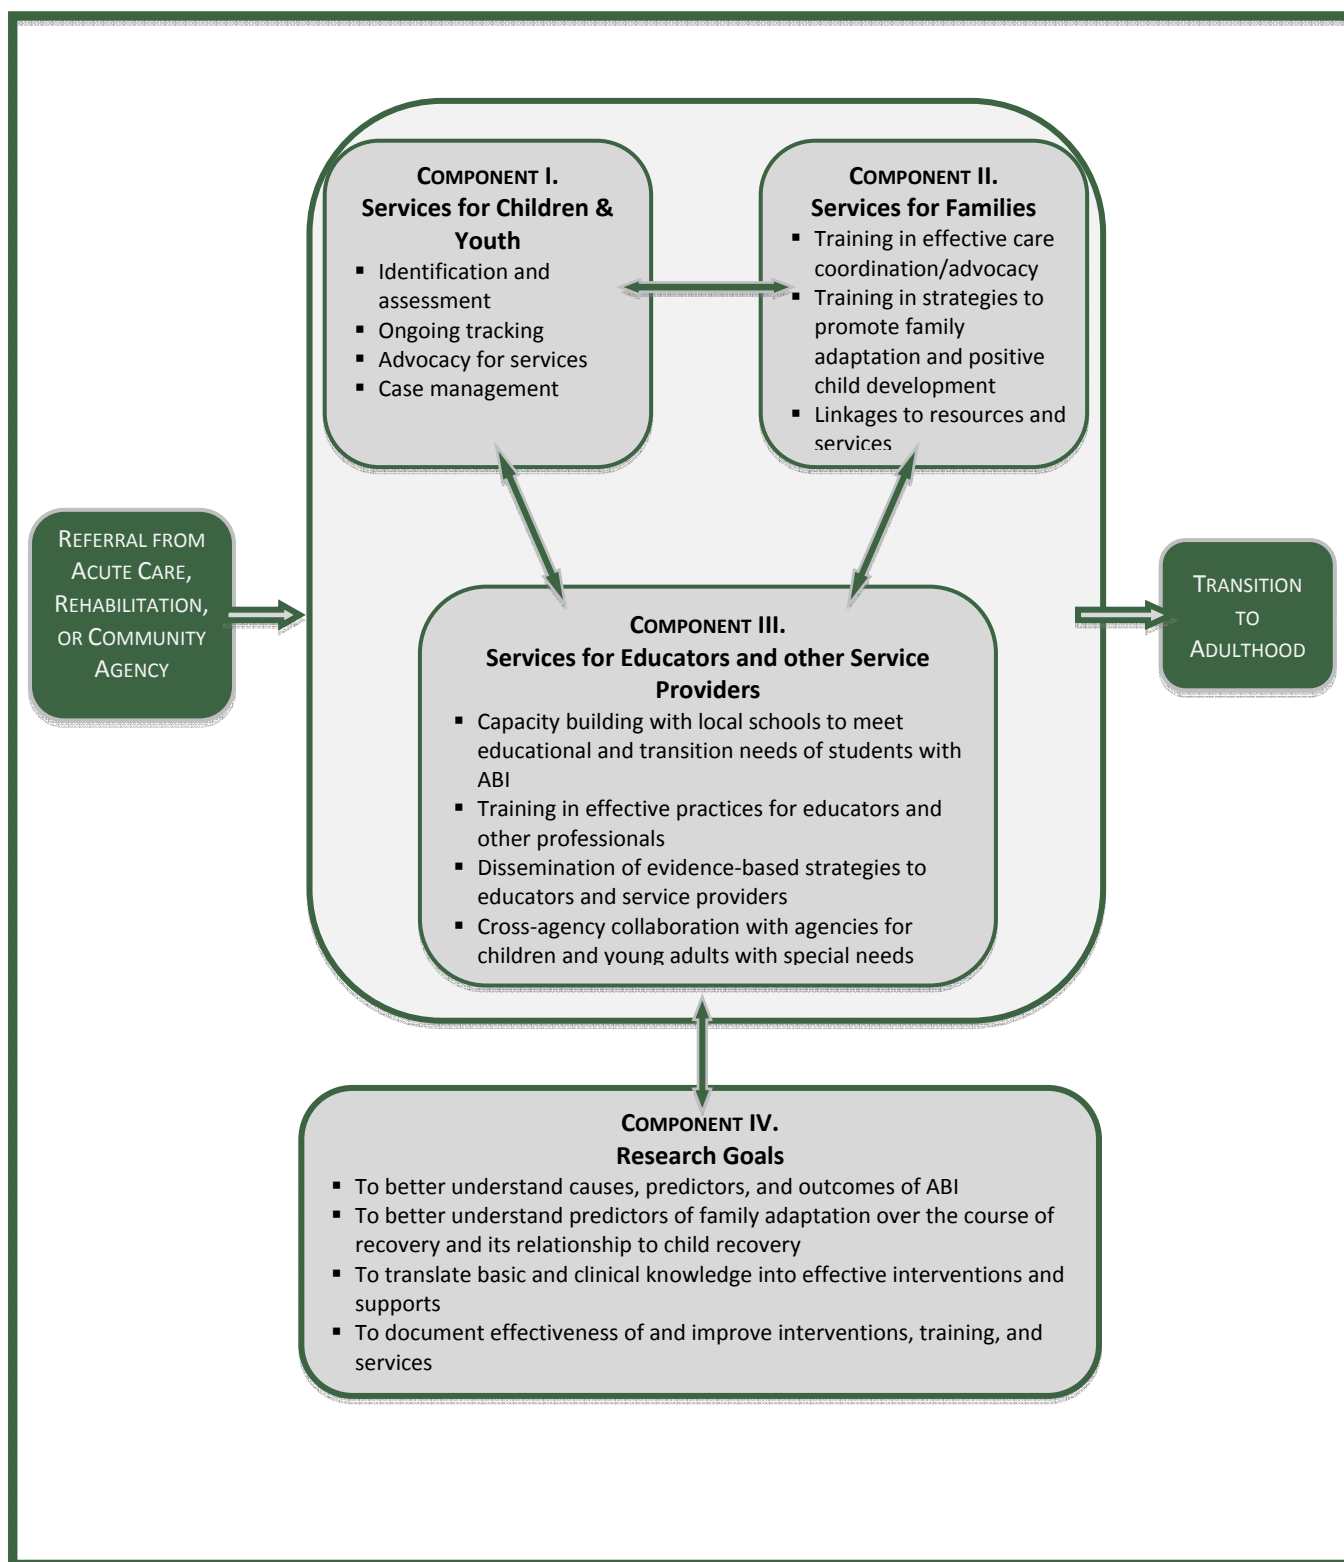 COMPONENT I.
Services for Children &
Youth
▪ Identification and
assessment
▪ Ongoing tracking
▪ Advocacy for services
▪ Case management
COMPONENT II.
Services for Families
▪ Training in effective care
coordination/advocacy
▪ Training in strategies to
promote family
adaptation and positive
child development
▪ Linkages to resources and
services
REFERRAL FROM
ACUTE CARE,
REHABILITATION,
OR COMMUNITY
AGENCY
COMPONENT III.
Services for Educators and other Service
Providers
▪ Capacity building with local schools to meet
educational and transition needs of students with
ABI
▪ Training in effective practices for educators and
other professionals
▪ Dissemination of evidence-based strategies to
educators and service providers
▪ Cross-agency collaboration with agencies for
children and young adults with special needs
TRANSITION
TO
ADULTHOOD
COMPONENT IV.
Research Goals
▪ To better understand causes, predictors, and outcomes of ABI
▪ To better understand predictors of family adaptation over the course of
recovery and its relationship to child recovery
▪ To translate basic and clinical knowledge into effective interventions and
supports
▪ To document effectiveness of and improve interventions, training, and
services